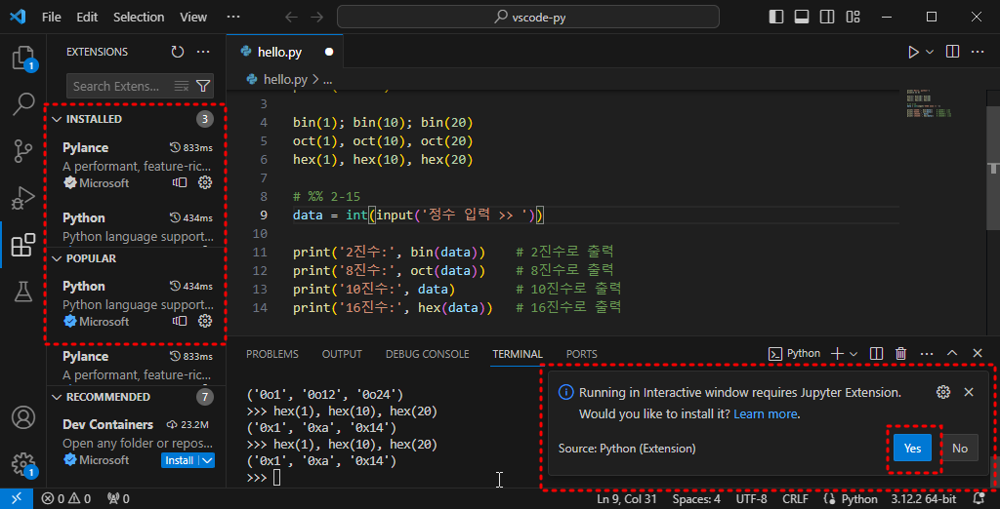 File Edit Selection View ··· vscode-py
EXTENSIONS ···
Search Extens...
INSTALLED 3
Pylance 833ms
A performant, feature-ric...
Microsoft
Python 434ms
Python language support...
POPULAR
Python 434ms
Python language support...
Microsoft
Pylance 833ms
A performant, feature-ric...
RECOMMENDED 7
Dev Containers 23.2M
Open any folder or repos...
Microsoft Install
1
1
hello.py
hello.py > ...
3
4 bin(1); bin(10); bin(20)
5 oct(1), oct(10), oct(20)
6 hex(1), hex(10), hex(20)
7
8 # %% 2-15
9 data = int(input('정수 입력 >> '))
10
11 print('2진수:', bin(data)) # 2진수로 출력
12 print('8진수:', oct(data)) # 8진수로 출력
13 print('10진수:', data) # 10진수로 출력
14 print('16진수:', hex(data)) # 16진수로 출력
PROBLEMS OUTPUT DEBUG CONSOLE TERMINAL PORTS Python ···
('0o1', '0o12', '0o24')
>>> hex(1), hex(10), hex(20)
('0x1', '0xa', '0x14')
>>> hex(1), hex(10), hex(20)
('0x1', '0xa', '0x14')
>>>
Running in Interactive window requires Jupyter Extension.
Would you like to install it? Learn more.
Source: Python (Extension) Yes No
0 0 0 Ln 9, Col 31 Spaces: 4 UTF-8 CRLF Python 3.12.2 64-bit